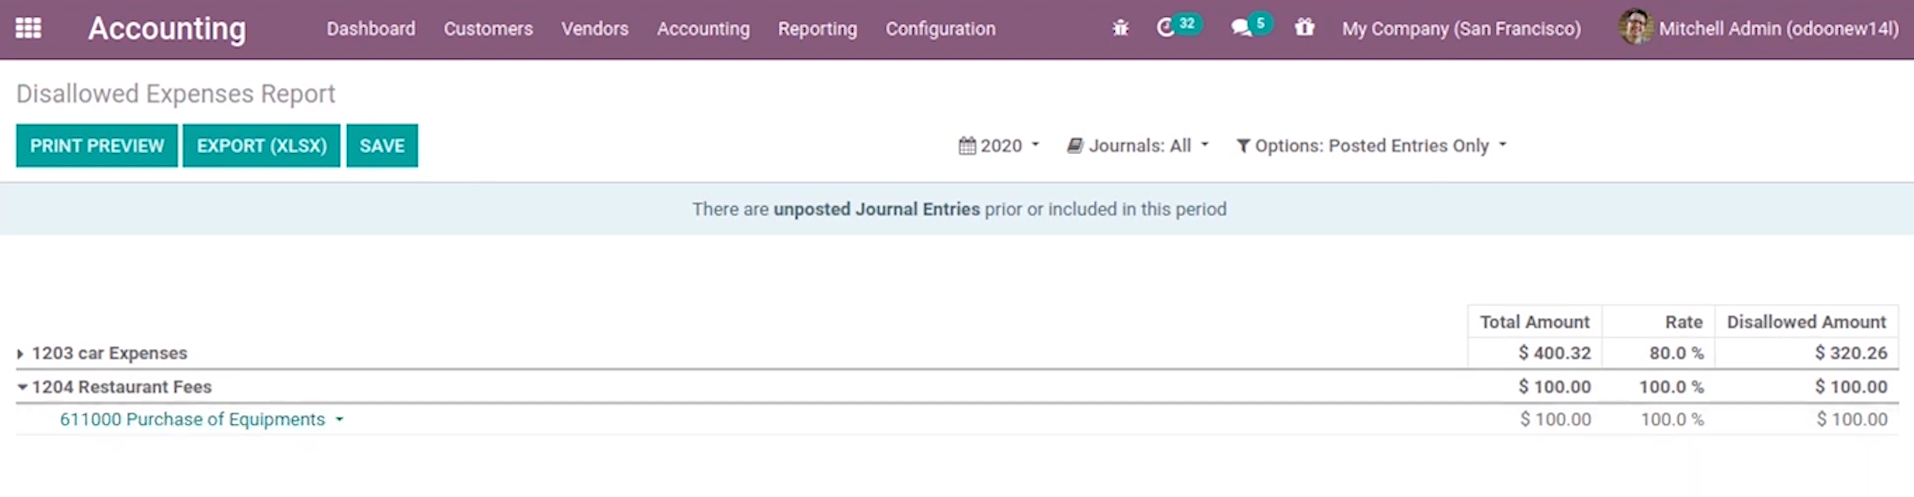 Accounting Dashboard Customers Vendors Accounting Reporting Configuration 32 5 My Company (San Francisco) Mitchell Admin (odoonew14l)
Disallowed Expenses Report
PRINT PREVIEW EXPORT (XLSX) SAVE 2020 Journals: All Options: Posted Entries Only
There are unposted Journal Entries prior or included in this period
Total Amount Rate Disallowed Amount
1203 car Expenses $ 400.32 80.0 % $ 320.26
1204 Restaurant Fees $ 100.00 100.0 % $ 100.00
611000 Purchase of Equipments $ 100.00 100.0 % $ 100.00